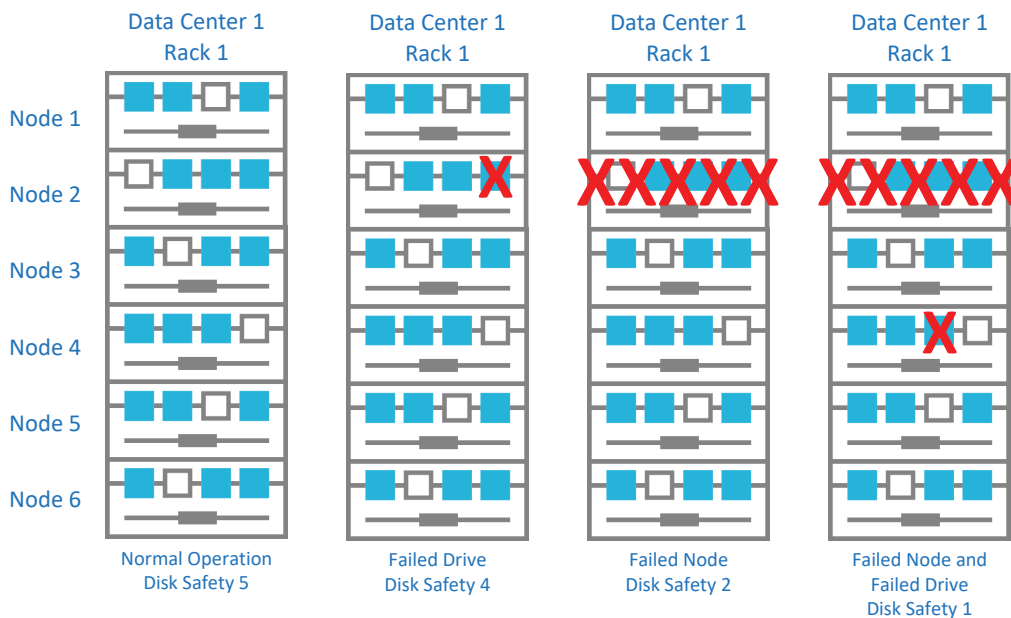 Data Center 1
Rack 1
Data Center 1
Rack 1
Data Center 1
Rack 1
Data Center 1
Rack 1
Node 1
Node 2
Node 3
Node 4
Node 5
Node 6
Normal Operation
Disk Safety 5
Failed Drive
Disk Safety 4
Failed Node
Disk Safety 2
Failed Node and
Failed Drive
Disk Safety 1